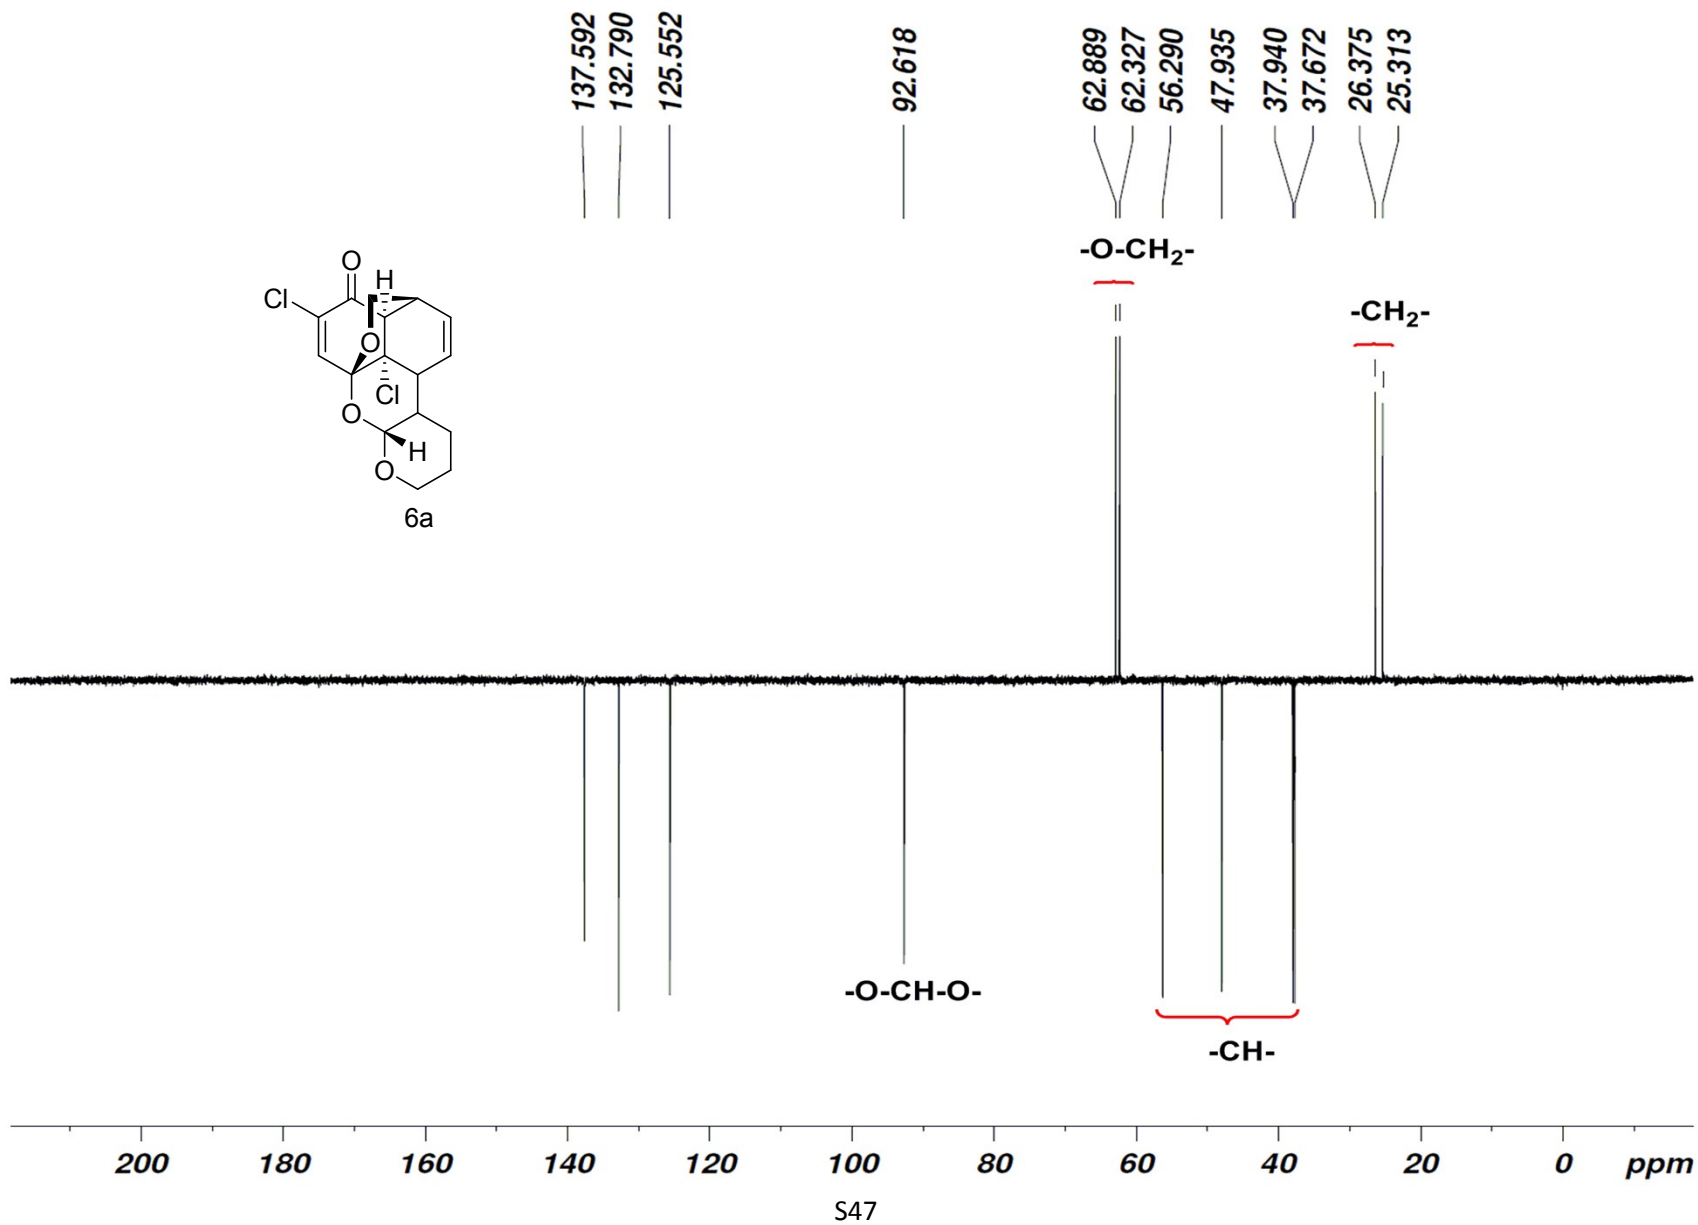 137.592
132.790
125.552
92.618
62.889
62.327
56.290
47.935
37.940
37.672
26.375
25.313
-O-CH2-
-CH2-
O
H
Cl
O
Cl
O
H
O
6a
-O-CH-O-
-CH-
200 180 160 140 120 100 80 60 40 20 0 ppm
S47